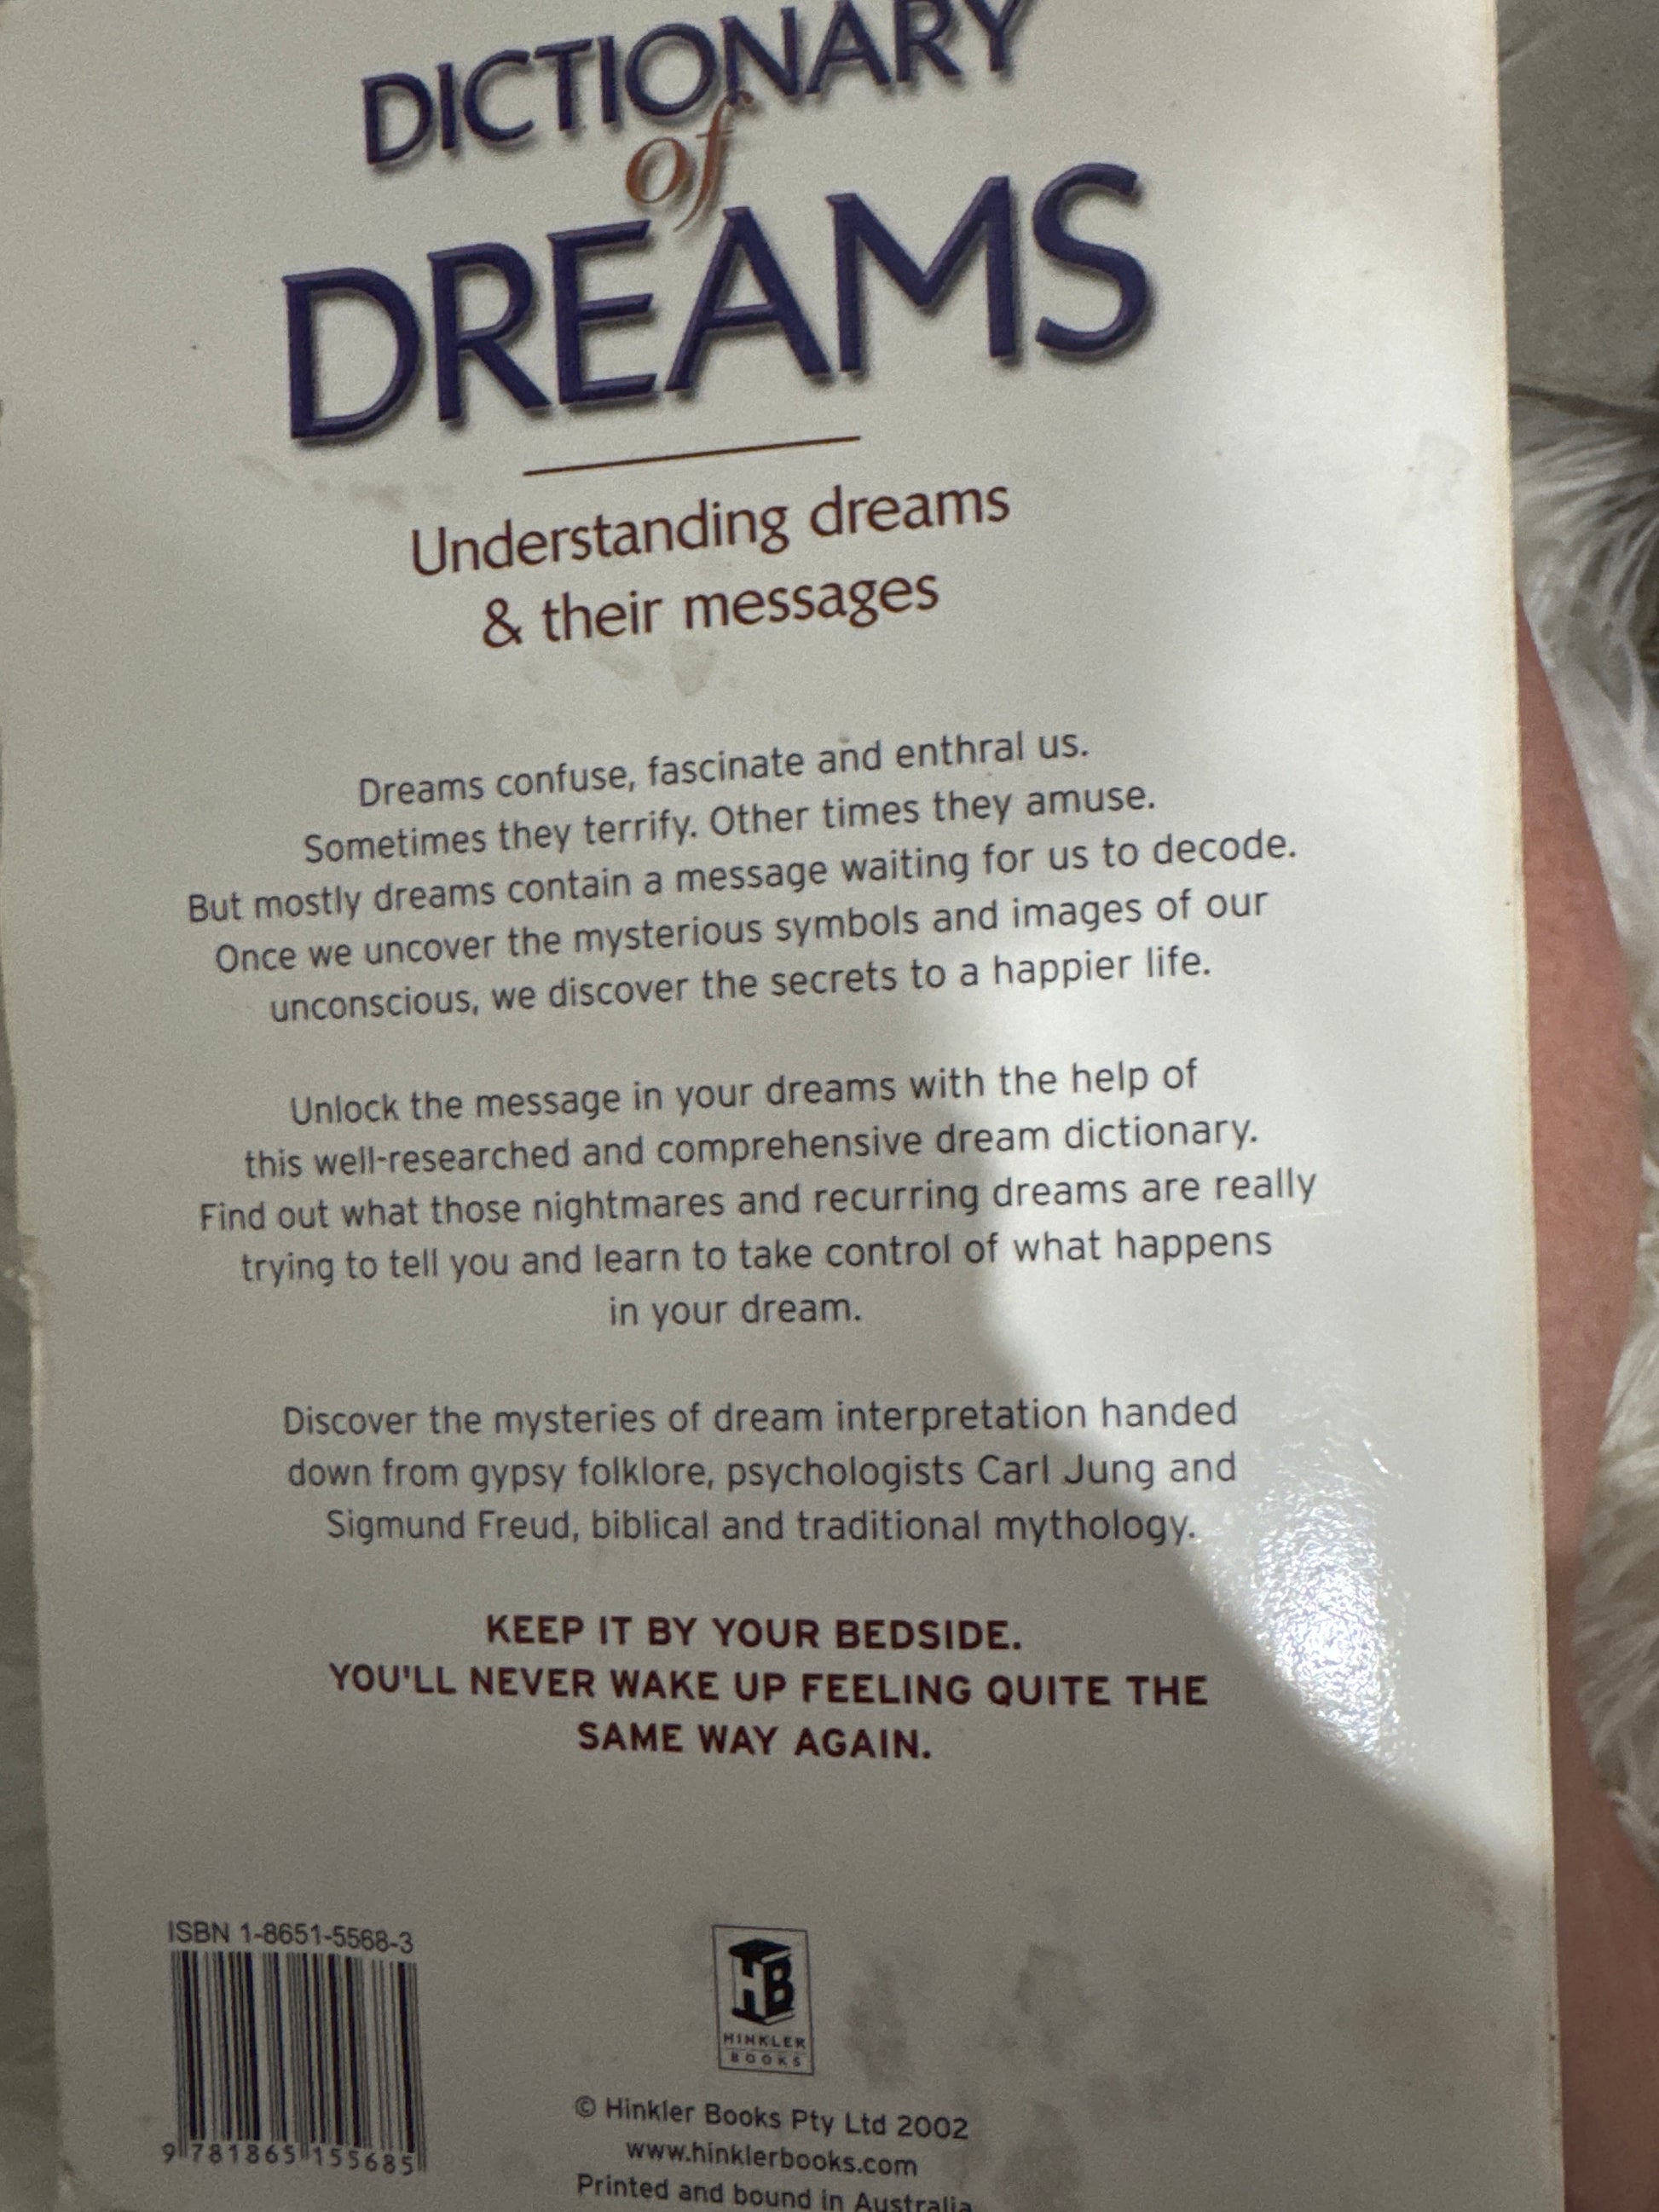 DICTIONARY
of
DREAMS
Understanding dreams
& their messages
Dreams confuse, fascinate and enthral us.
Sometimes they terrify. Other times they amuse.
But mostly dreams contain a message waiting for us to decode.
Once we uncover the mysterious symbols and images of our
unconscious, we discover the secrets to a happier life.
Unlock the message in your dreams with the help of
this well-researched and comprehensive dream dictionary.
Find out what those nightmares and recurring dreams are really
trying to tell you and learn to take control of what happens
in your dream.
Discover the mysteries of dream interpretation handed
down from gypsy folklore, psychologists Carl Jung and
Sigmund Freud, biblical and traditional mythology.
KEEP IT BY YOUR BEDSIDE.
YOU'LL NEVER WAKE UP FEELING QUITE THE
SAME WAY AGAIN.
ISBN 1-8651-5568-3
9 781865 155685
HB
HINKLER
BOOKS
© Hinkler Books Pty Ltd 2002
www.hinklerbooks.com
Printed and bound in Australia